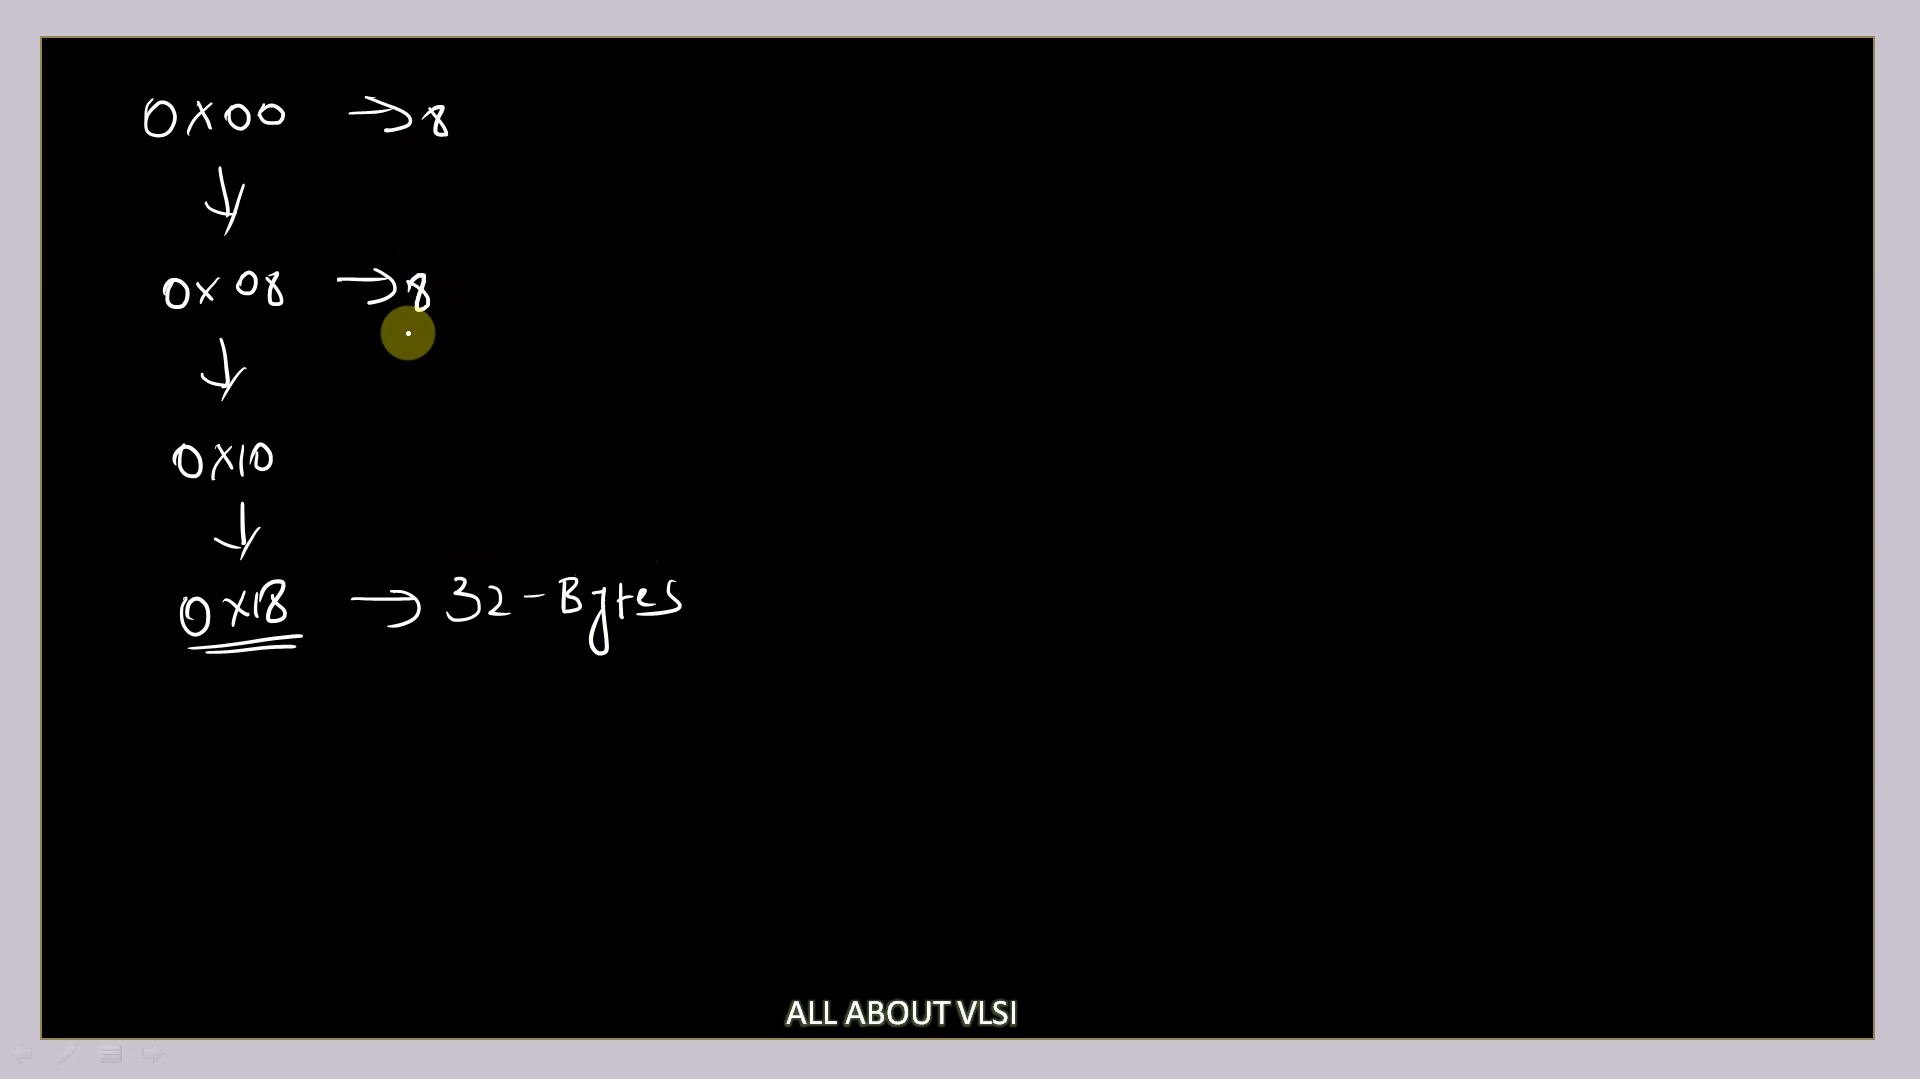 0x00 → 8
↓
0x08 → 8
↓
0x10
↓
0x18 → 32-Bytes
ALL ABOUT VLSI